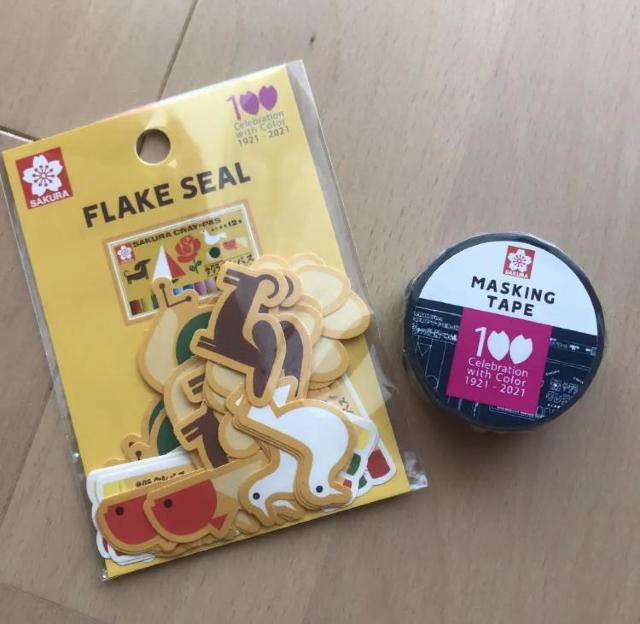 100
Celebration
with Color
1921 - 2021
SAKURA
FLAKE SEAL
SAKURA CRAY-PAS
SAKURA
MASKING
TAPE
100
Celebration
with Color
1921 - 2021